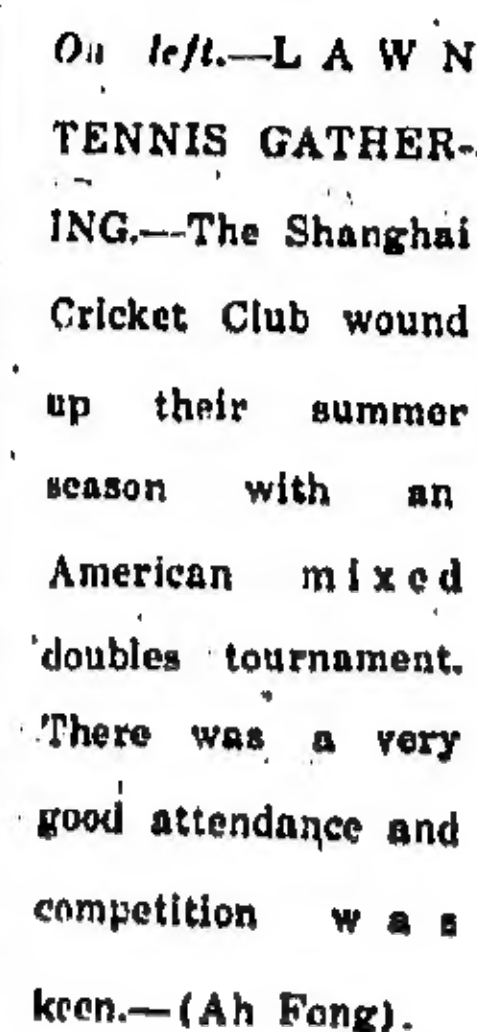 On left.—LAWN
TENNIS GATHER-
ING.—The Shanghai
Cricket Club wound
up their summer
season with an
American mixed
doubles tournament.
There was a very
good attendance and
competition was
keen.—(Ah Fong).